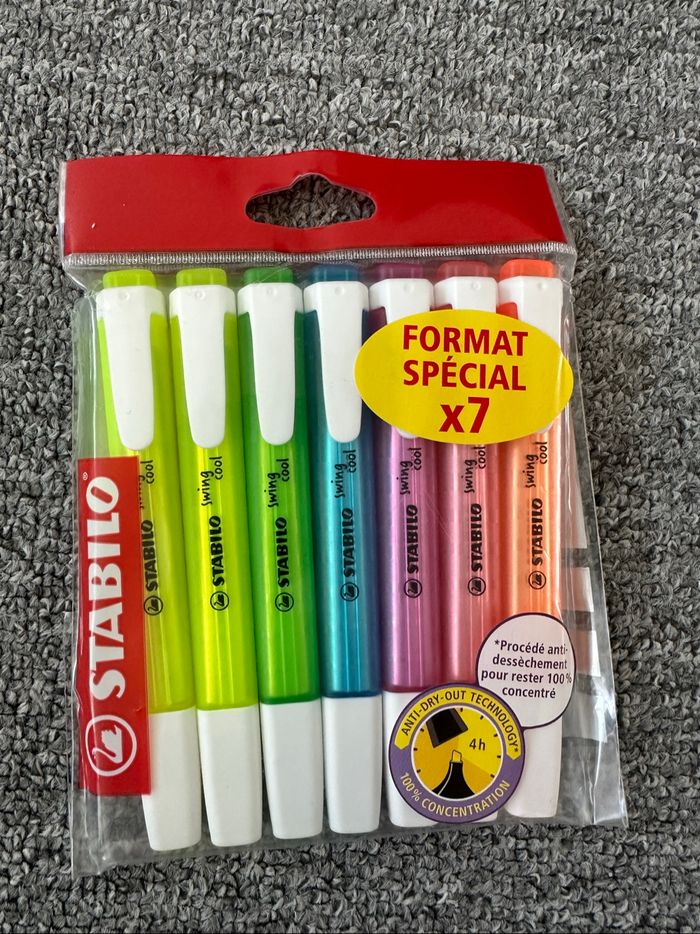 FORMAT
SPÉCIAL
x7
STABILO®
swing
cool
STABILO
swing
cool
STABILO
swing
cool
STABILO
swing
cool
STABILO
swing
cool
STABILO
swing
cool
STABILO
swing
cool
STABILO
*Procédé anti-
dessèchement
pour rester 100%
concentré
ANTI-DRY-OUT TECHNOLOGY*
4h
100% CONCENTRATION